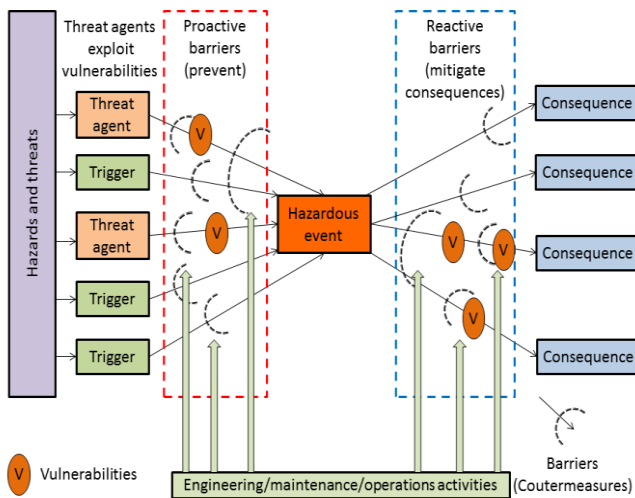 Threat agents
exploit
vulnerabilities
Proactive
barriers
(prevent)
Reactive
barriers
(mitigate
consequences)
Hazards and threats
Threat
agent
Trigger
Threat
agent
Trigger
Trigger
V
V
Hazardous
event
V
V
V
Consequence
Consequence
Consequence
Consequence
V
Vulnerabilities
Engineering/maintenance/operations activities
Barriers
(Coutermeasures)